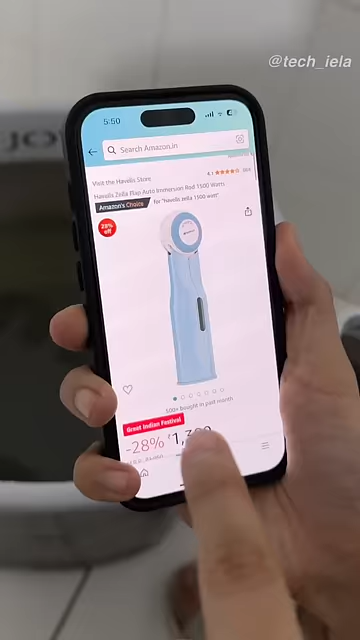 @tech_iela
5:50
Search Amazon.in
Visit the Havells Store
4.1
Havells Zella Flap Auto Immersion Rod 1500 Watts
Amazon's Choice for "havells zella 1500 watt"
28% off
500+ bought in past month
Great Indian Festival
-28%